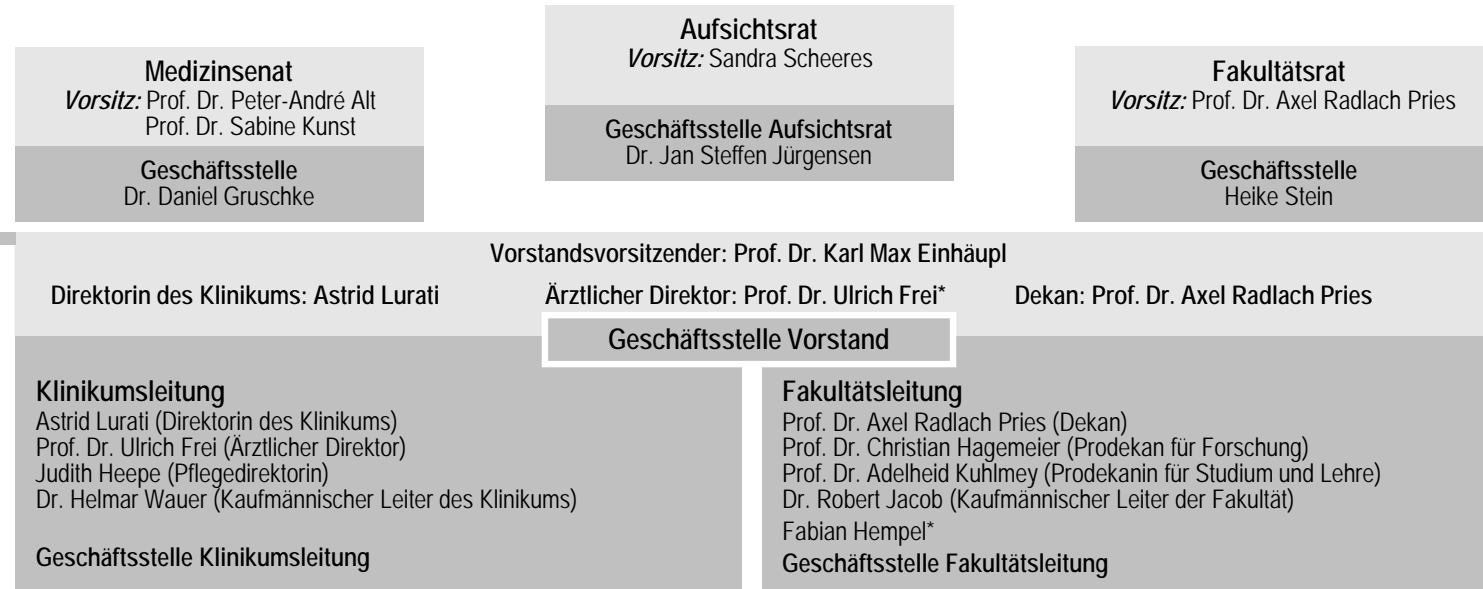 Aufsichtsrat
Vorsitz: Sandra Scheeres
Geschäftsstelle Aufsichtsrat
Dr. Jan Steffen Jürgensen
Medizinsenat
Vorsitz: Prof. Dr. Peter-André Alt
Prof. Dr. Sabine Kunst
Geschäftsstelle
Dr. Daniel Gruschke
Fakultätsrat
Vorsitz: Prof. Dr. Axel Radlach Pries
Geschäftsstelle
Heike Stein
Vorstandsvorsitzender: Prof. Dr. Karl Max Einhäupl
Direktorin des Klinikums: Astrid Lurati
Ärztlicher Direktor: Prof. Dr. Ulrich Frei*
Dekan: Prof. Dr. Axel Radlach Pries
Geschäftsstelle Vorstand
Klinikumsleitung
Astrid Lurati (Direktorin des Klinikums)
Prof. Dr. Ulrich Frei (Ärztlicher Direktor)
Judith Heepe (Pflegedirektorin)
Dr. Helmar Wauer (Kaufmännischer Leiter des Klinikums)
Geschäftsstelle Klinikumsleitung
Fakultätsleitung
Prof. Dr. Axel Radlach Pries (Dekan)
Prof. Dr. Christian Hagemeier (Prodekan für Forschung)
Prof. Dr. Adelheid Kuhlmey (Prodekanin für Studium und Lehre)
Dr. Robert Jacob (Kaufmännischer Leiter der Fakultät)
Fabian Hempel*
Geschäftsstelle Fakultätsleitung